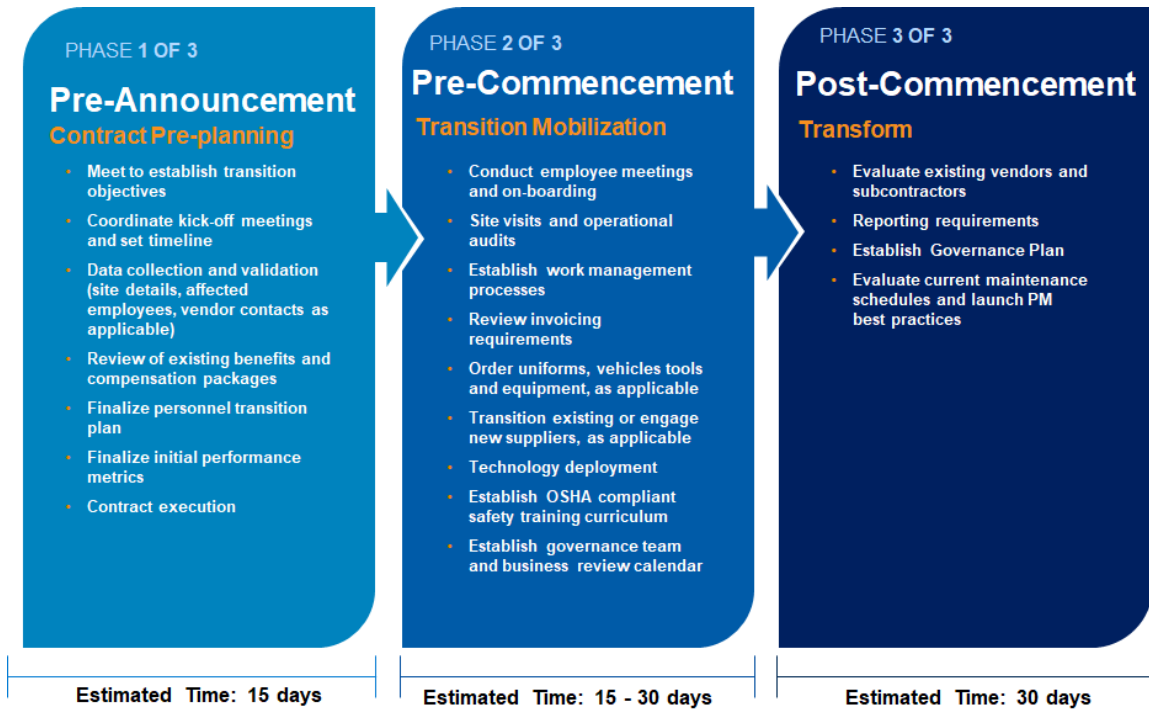 PHASE 1 OF 3
Pre-Announcement
Contract Pre-planning
• Meet to establish transition
objectives
• Coordinate kick-off meetings
and set timeline
• Data collection and validation
(site details, affected
employees, vendor contacts as
applicable)
• Review of existing benefits and
compensation packages
• Finalize personnel transition
plan
• Finalize initial performance
metrics
• Contract execution
Estimated Time: 15 days
PHASE 2 OF 3
Pre-Commencement
Transition Mobilization
• Conduct employee meetings
and on-boarding
• Site visits and operational
audits
• Establish work management
processes
• Review invoicing
requirements
• Order uniforms, vehicles tools
and equipment, as applicable
• Transition existing or engage
new suppliers, as applicable
• Technology deployment
• Establish OSHA compliant
safety training curriculum
• Establish governance team
and business review calendar
Estimated Time: 15 - 30 days
PHASE 3 OF 3
Post-Commencement
Transform
• Evaluate existing vendors and
subcontractors
• Reporting requirements
• Establish Governance Plan
• Evaluate current maintenance
schedules and launch PM
best practices
Estimated Time: 30 days